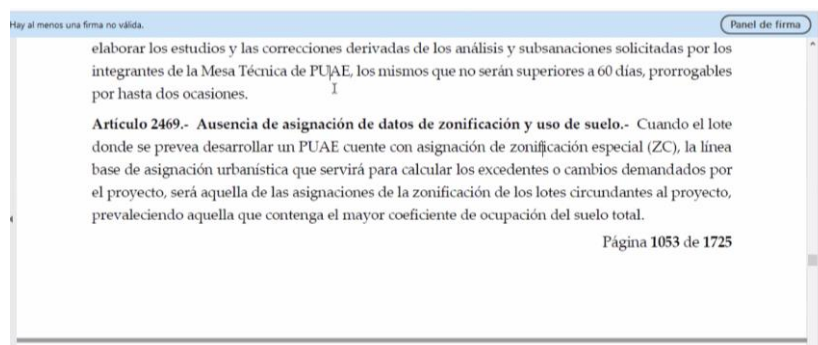 Hay al menos una firma no válida.
Panel de firma
elaborar los estudios y las correcciones derivadas de los análisis y subsanaciones solicitadas por los
integrantes de la Mesa Técnica de PUAE, los mismos que no serán superiores a 60 días, prorrogables
por hasta dos ocasiones.
Artículo 2469.- Ausencia de asignación de datos de zonificación y uso de suelo.- Cuando el lote
donde se prevea desarrollar un PUAE cuente con asignación de zonificación especial (ZC), la línea
base de asignación urbanística que servirá para calcular los excedentes o cambios demandados por
el proyecto, será aquella de las asignaciones de la zonificación de los lotes circundantes al proyecto,
prevaleciendo aquella que contenga el mayor coeficiente de ocupación del suelo total.
Página 1053 de 1725